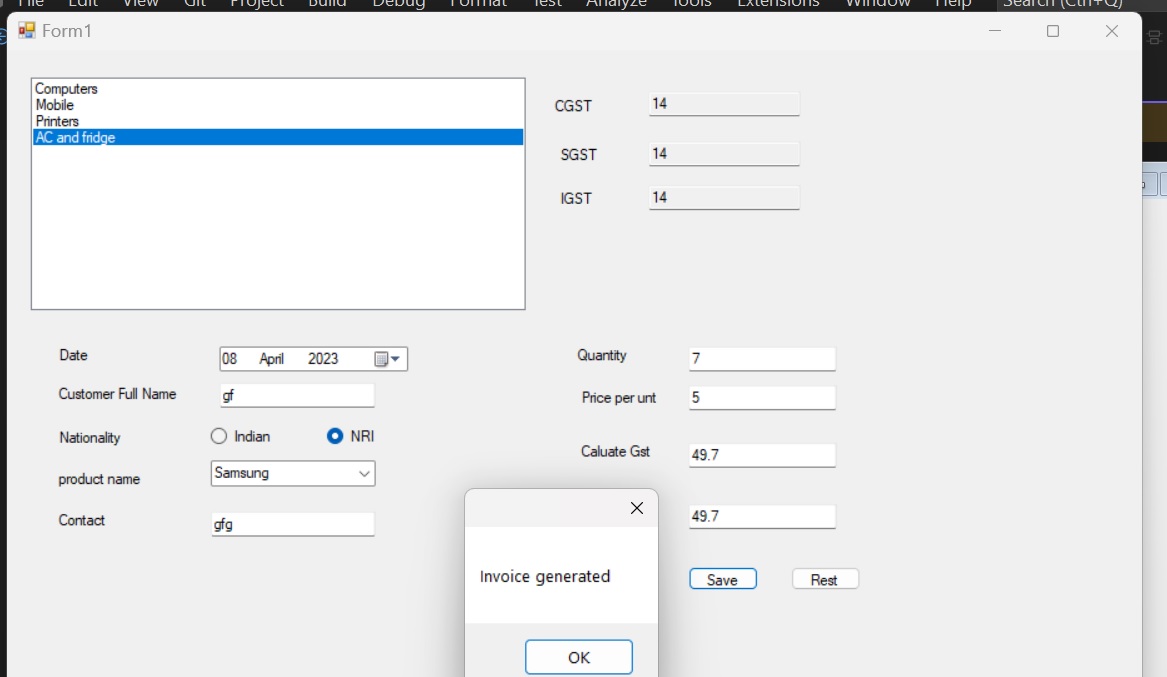 File Edit View Git Project Build Debug Format Test Analyze Tools Extensions Window Help Search (Ctrl+Q)
Form1
Computers
Mobile
Printers
AC and fridge
CGST 14
SGST 14
IGST 14
Date 08 April 2023
Customer Full Name gf
Nationality Indian NRI
product name Samsung
Contact gfg
Quantity 7
Price per unt 5
Caluate Gst 49.7
49.7
Save Rest
Invoice generated
OK